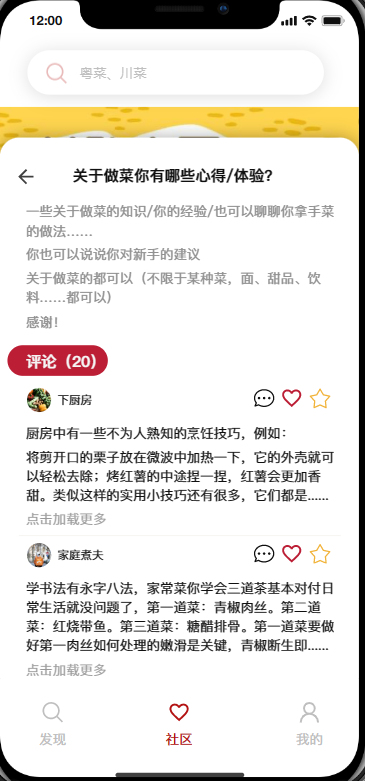 12:00
粤菜、川菜
关于做菜你有哪些心得/体验?
一些关于做菜的知识/你的经验/也可以聊聊你拿手菜
的做法……
你也可以说说你对新手的建议
关于做菜的都可以（不限于某种菜，面、甜品、饮
料……都可以）
感谢！
评论（20）
下厨房
厨房中有一些不为人熟知的烹饪技巧，例如：
将剪开口的栗子放在微波中加热一下，它的外壳就可
以轻松去除；烤红薯的中途捏一捏，红薯会更加香
甜。类似这样的实用小技巧还有很多，它们都是......
点击加载更多
家庭煮夫
学书法有永字八法，家常菜你学会三道茶基本对付日
常生活就没问题了，第一道菜：青椒肉丝。第二道
菜：红烧带鱼。第三道菜：糖醋排骨。第一道菜要做
好第一肉丝如何处理的嫩滑是关键，青椒断生即......
点击加载更多
发现
社区
我的